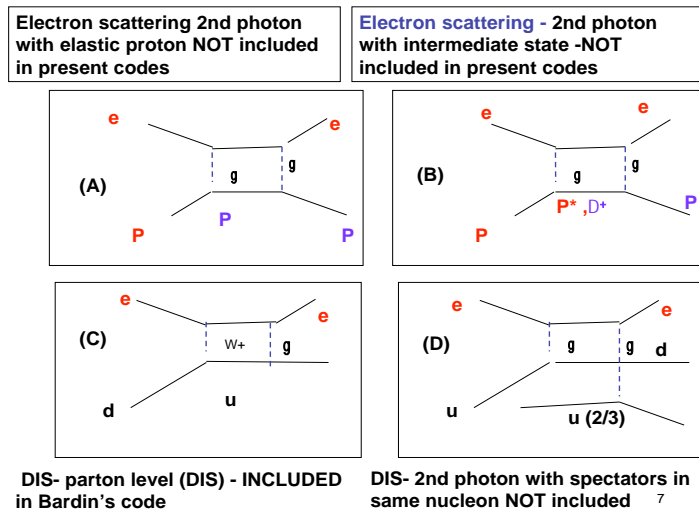 Electron scattering 2nd photon
with elastic proton NOT included
in present codes
Electron scattering - 2nd photon
with intermediate state -NOT
included in present codes
e
e
g
g
(A)
P
P
P
e
e
g
g
(B)
P* ,D+
P
P
e
e
(C)
W+
g
d
u
e
e
(D)
g
g
d
u
u (2/3)
DIS- parton level (DIS) - INCLUDED
in Bardin's code
DIS- 2nd photon with spectators in
same nucleon NOT included
7